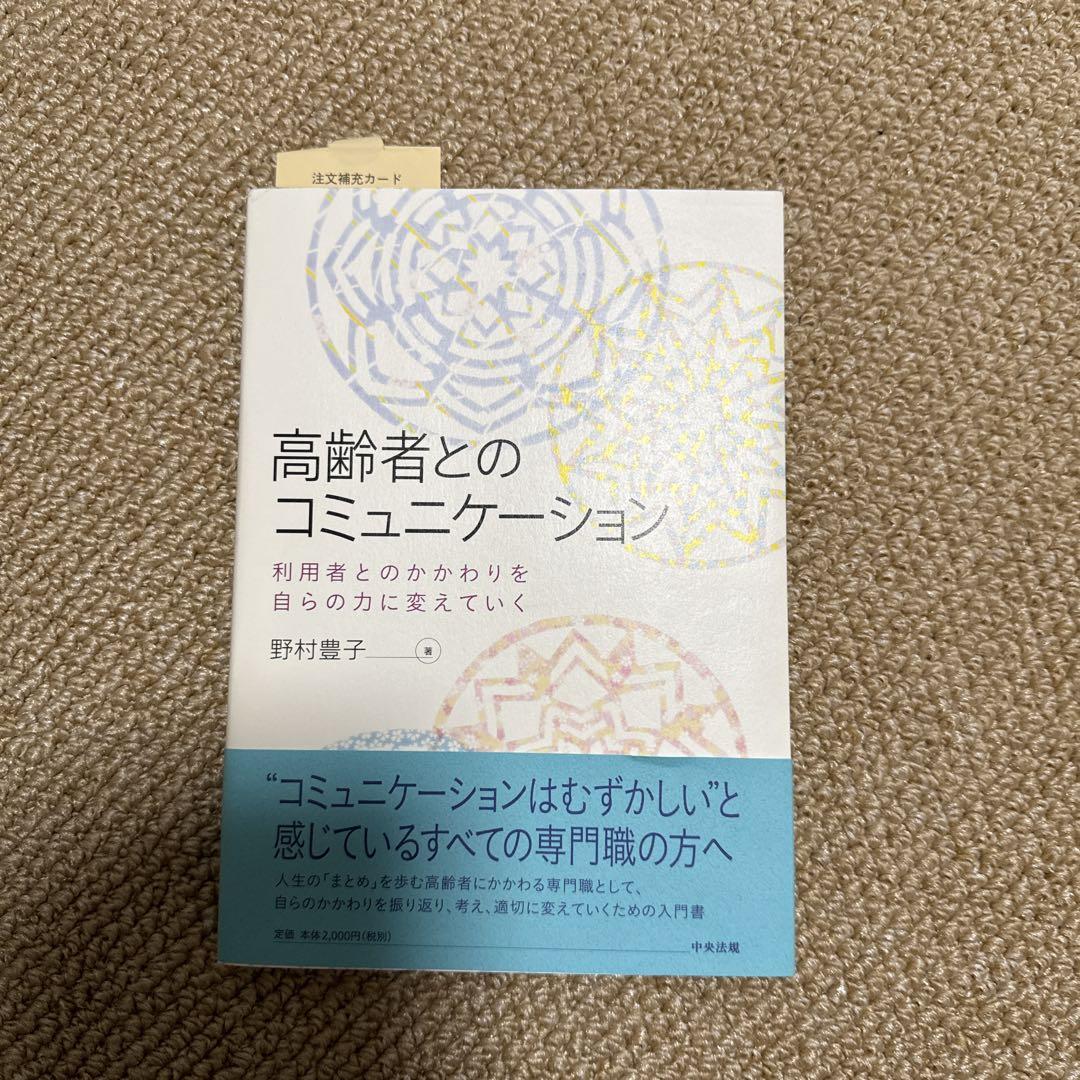 注文補充カード
高齢者との
コミュニケーション
利用者とのかかわりを
自らの力に変えていく
野村豊子 著
“コミュニケーションはむずかしい”と
感じているすべての専門職の方へ
人生の「まとめ」を歩む高齢者にかかわる専門職として、
自らのかかわりを振り返り、考え、適切に変えていくための入門書
定価 本体2,000円(税別) 中央法規